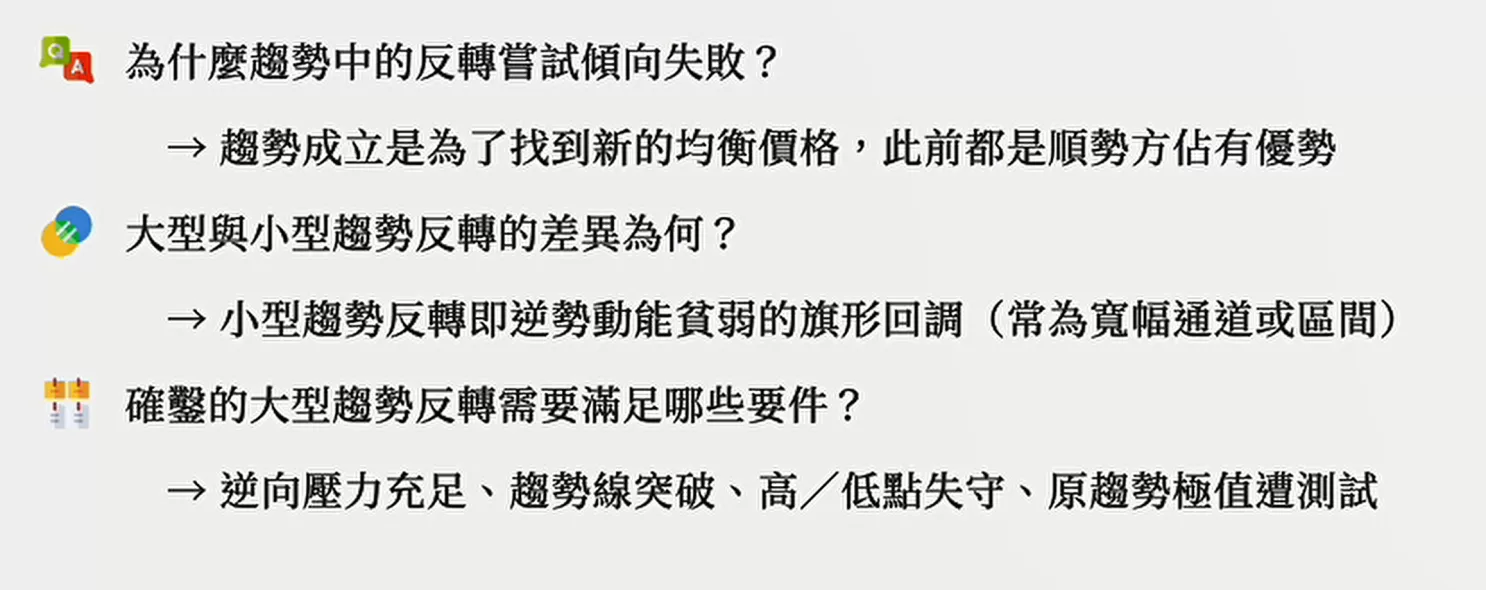 Q A 為什麼趨勢中的反轉嘗試傾向失敗？
→ 趨勢成立是為了找到新的均衡價格，此前都是順勢方佔有優勢
大型與小型趨勢反轉的差異為何？
→ 小型趨勢反轉即逆勢動能貧弱的旗形回調（常為寬幅通道或區間）
確鑿的大型趨勢反轉需要滿足哪些要件？
→ 逆向壓力充足、趨勢線突破、高／低點失守、原趨勢極值遭測試